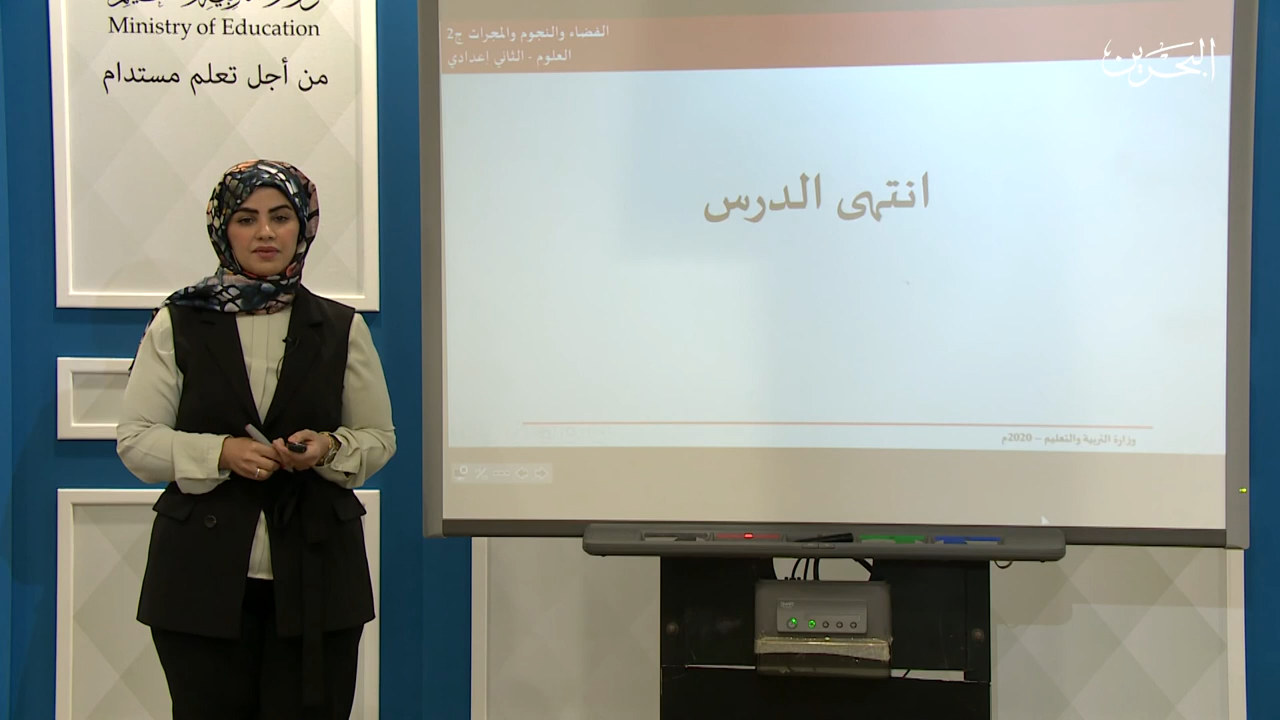 Ministry of Education
من أجل تعلم مستدام
الفضاء والنجوم والمجرات ج2
العلوم - الثاني اعدادي
البحرين
انتهى الدرس
وزارة التربية والتعليم – 2020م